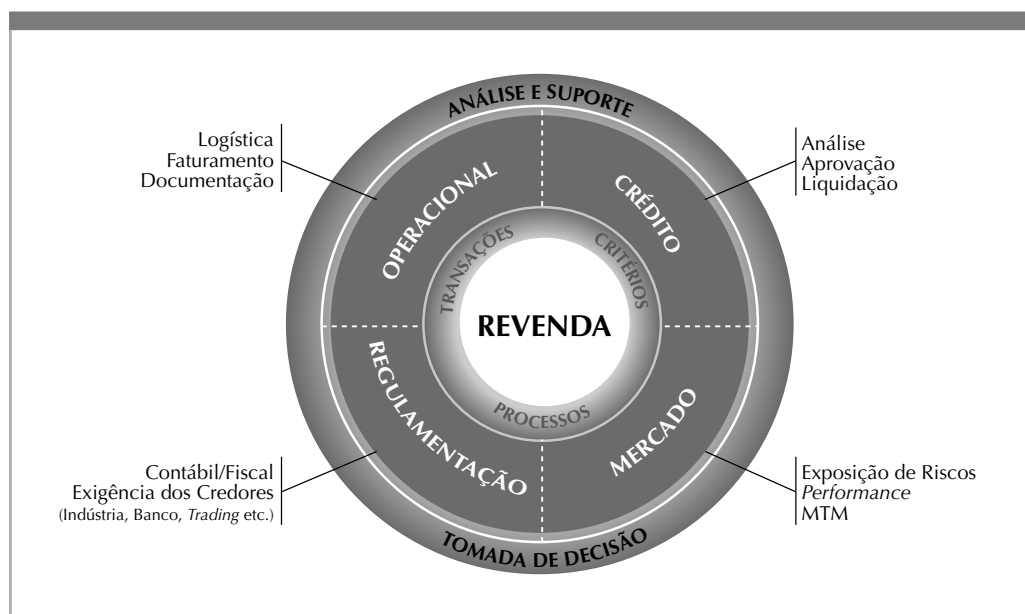 ANÁLISE E SUPORTE
Logística
Faturamento
Documentação
Análise
Aprovação
Liquidação
OPERACIONAL
CRÉDITO
TRANSAÇÕES
CRITÉRIOS
REVENDA
PROCESSOS
REGULAMENTAÇÃO
MERCADO
Contábil/Fiscal
Exigência dos Credores
(Indústria, Banco, Trading etc.)
Exposição de Riscos
Performance
MTM
TOMADA DE DECISÃO